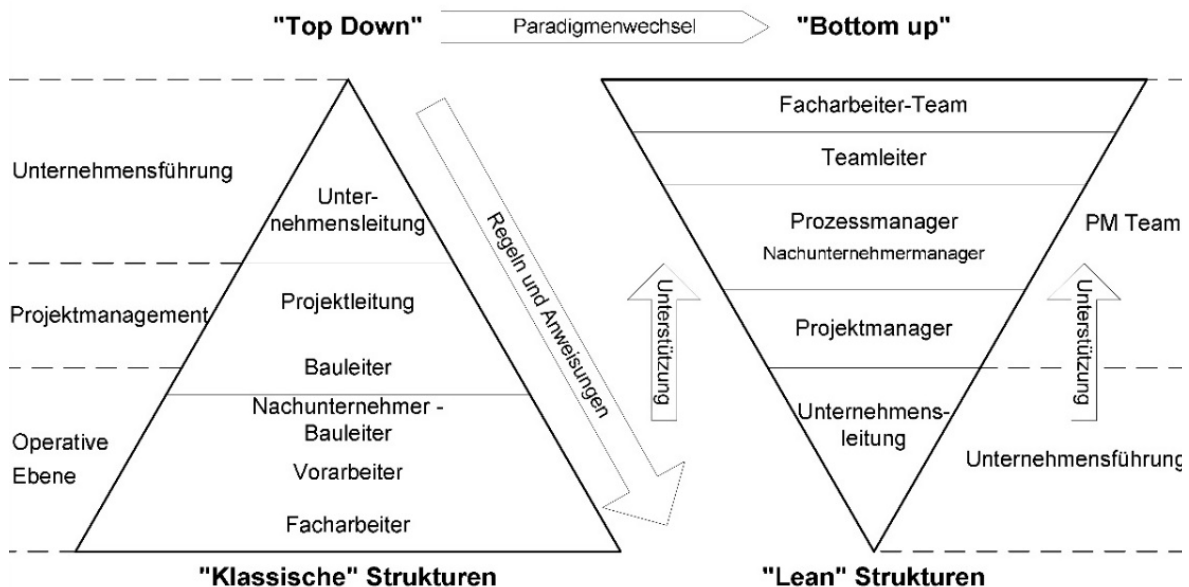 "Top Down"
Paradigmenwechsel
"Bottom up"
Unternehmensführung
Projektmanagement
Operative
Ebene
Unter-
nehmensleitung
Projektleitung
Bauleiter
Nachunternehmer -
Bauleiter
Vorarbeiter
Facharbeiter
Regeln und Anweisungen
Unterstützung
Facharbeiter-Team
Teamleiter
Prozessmanager
Nachunternehmermanager
Projektmanager
Unternehmens-
leitung
PM Team
Unterstützung
Unternehmensführung
"Klassische" Strukturen
"Lean" Strukturen